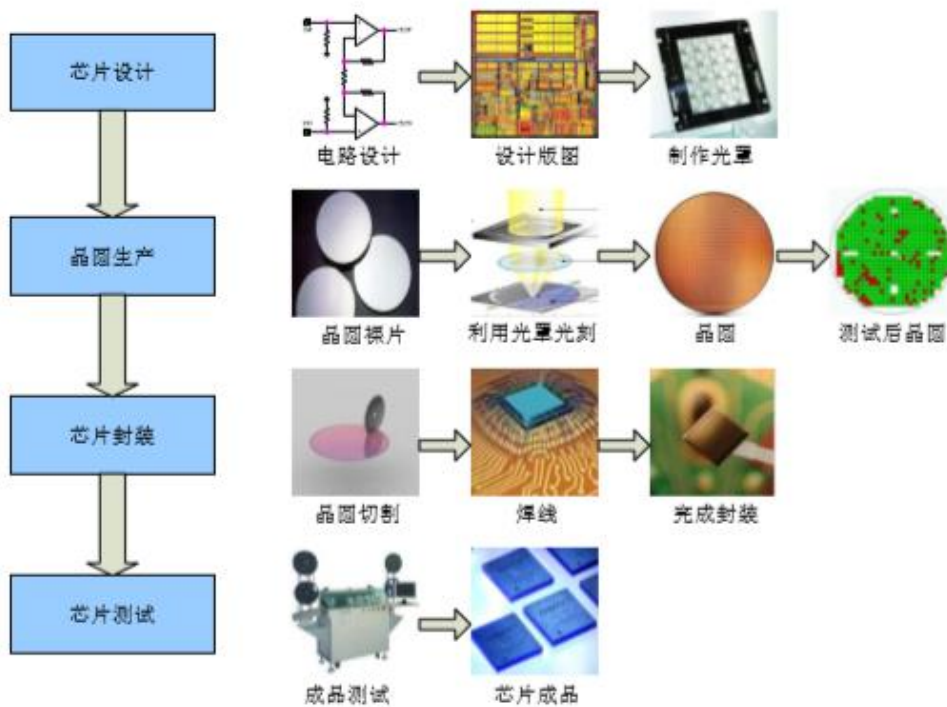 芯片设计
电路设计
设计版图
制作光罩
晶圆生产
晶圆裸片
利用光罩光刻
晶圆
测试后晶圆
芯片封装
晶圆切割
焊线
完成封装
芯片测试
成品测试
芯片成品